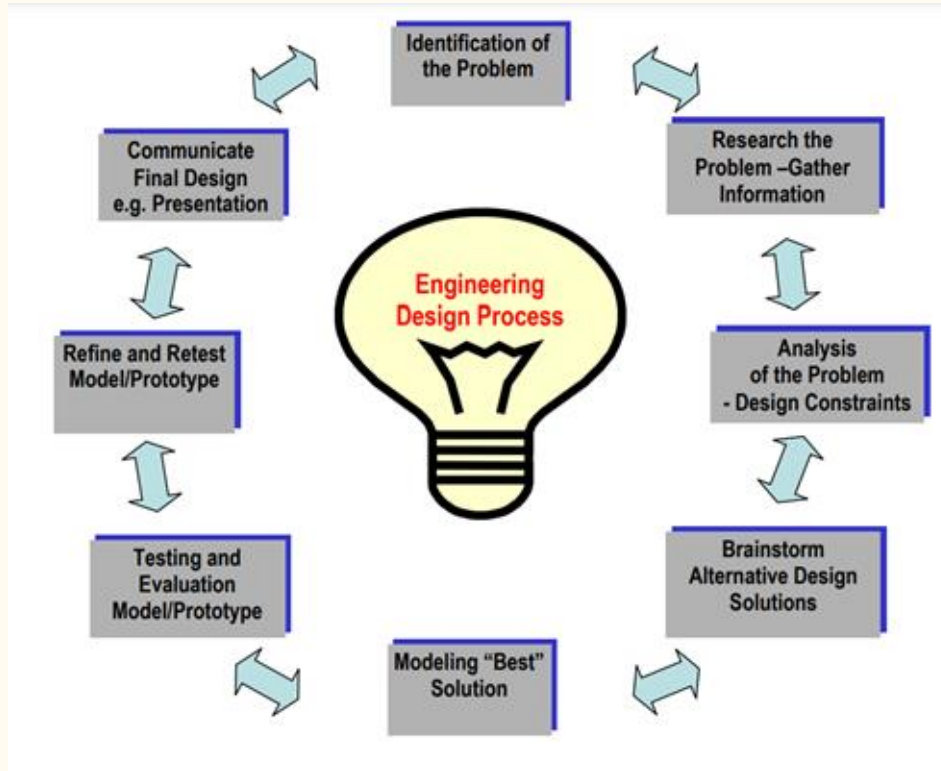 Identification of
the Problem
Research the
Problem –Gather
Information
Analysis
of the Problem
- Design Constraints
Brainstorm
Alternative Design
Solutions
Modeling “Best”
Solution
Testing and
Evaluation
Model/Prototype
Refine and Retest
Model/Prototype
Communicate
Final Design
e.g. Presentation
Engineering
Design Process